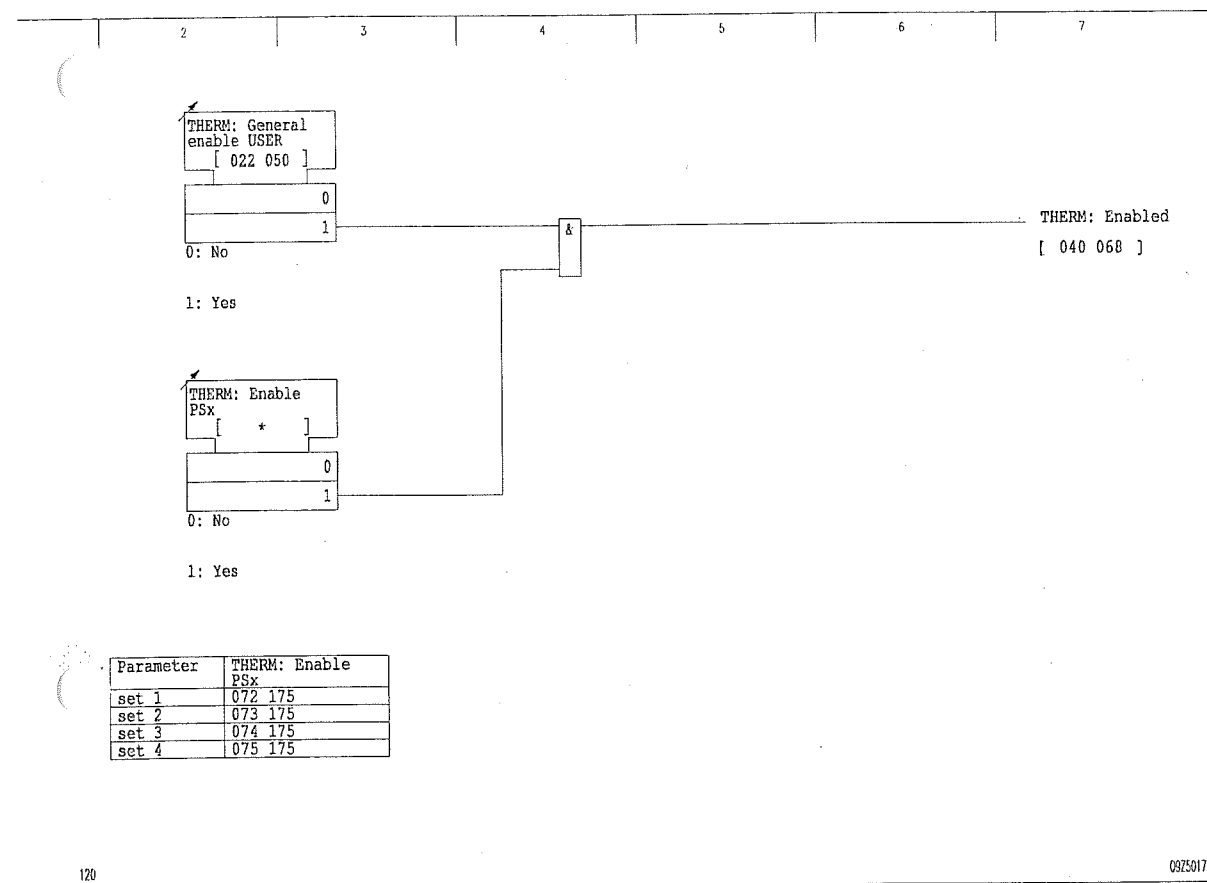 2 3 4 5 6 7
THERM: General
enable USER
[ 022 050 ]
0
1
0: No
1: Yes
&
THERM: Enabled
[ 040 068 ]
THERM: Enable
PSx
[ * ]
0
1
0: No
1: Yes
Parameter THERM: Enable
PSx
set 1 072 175
set 2 073 175
set 3 074 175
set 4 075 175
120 09Z5017